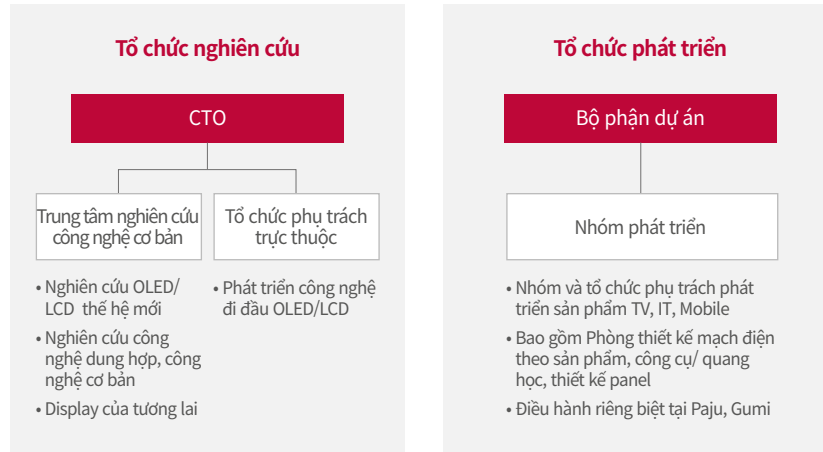 Tổ chức nghiên cứu
CTO
Trung tâm nghiên cứu
công nghệ cơ bản
• Nghiên cứu OLED/
LCD thế hệ mới
• Nghiên cứu công
nghệ dung hợp, công
nghệ cơ bản
• Display của tương lai
Tổ chức phụ trách
trực thuộc
• Phát triển công nghệ
đi đầu OLED/LCD
Tổ chức phát triển
Bộ phận dự án
Nhóm phát triển
• Nhóm và tổ chức phụ trách phát
triển sản phẩm TV, IT, Mobile
• Bao gồm Phòng thiết kế mạch điện
theo sản phẩm, công cụ/ quang
học, thiết kế panel
• Điều hành riêng biệt tại Paju, Gumi